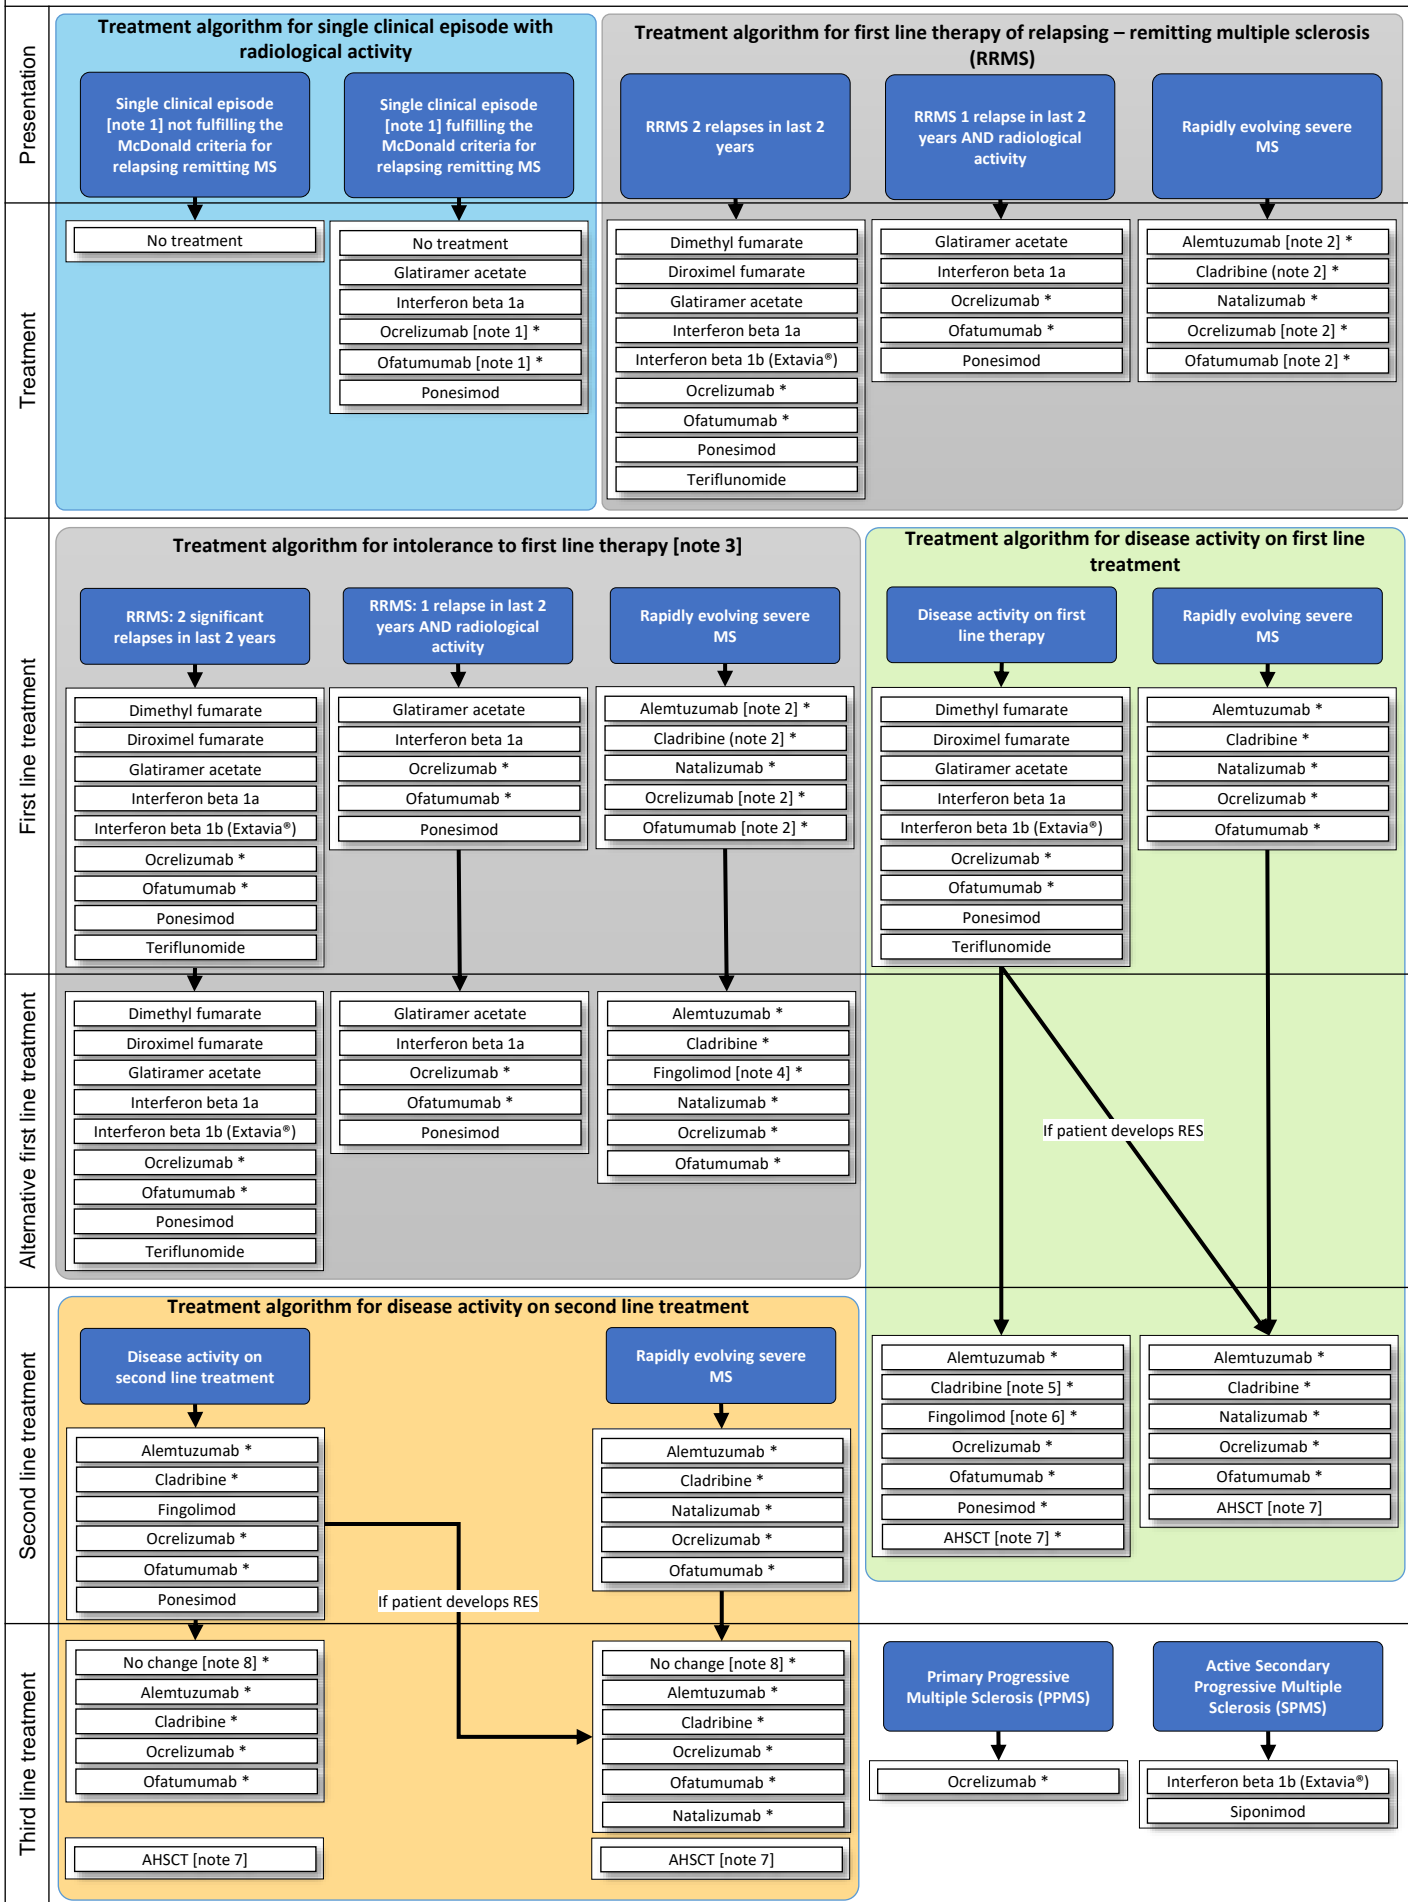 Presentation
Treatment algorithm for single clinical episode with
radiological activity
Single clinical episode
[note 1] not fulfilling the
McDonald criteria for
relapsing remitting MS
Single clinical episode
[note 1] fulfilling the
McDonald criteria for
relapsing remitting MS
Treatment algorithm for first line therapy of relapsing – remitting multiple sclerosis
(RRMS)
RRMS 2 relapses in last 2
years
RRMS 1 relapse in last 2
years AND radiological
activity
Rapidly evolving severe
MS
Treatment
No treatment
No treatment
Glatiramer acetate
Interferon beta 1a
Ocrelizumab [note 1] *
Ofatumumab [note 1] *
Ponesimod
Dimethyl fumarate
Diroximel fumarate
Glatiramer acetate
Interferon beta 1a
Interferon beta 1b (Extavia®)
Ocrelizumab *
Ofatumumab *
Ponesimod
Teriflunomide
Glatiramer acetate
Interferon beta 1a
Ocrelizumab *
Ofatumumab *
Ponesimod
Alemtuzumab [note 2] *
Cladribine (note 2] *
Natalizumab *
Ocrelizumab [note 2] *
Ofatumumab [note 2] *
First line treatment
Treatment algorithm for intolerance to first line therapy [note 3]
RRMS: 2 significant
relapses in last 2 years
RRMS: 1 relapse in last 2
years AND radiological
activity
Rapidly evolving severe
MS
Dimethyl fumarate
Diroximel fumarate
Glatiramer acetate
Interferon beta 1a
Interferon beta 1b (Extavia®)
Ocrelizumab *
Ofatumumab *
Ponesimod
Teriflunomide
Glatiramer acetate
Interferon beta 1a
Ocrelizumab *
Ofatumumab *
Ponesimod
Alemtuzumab [note 2] *
Cladribine (note 2] *
Natalizumab *
Ocrelizumab [note 2] *
Ofatumumab [note 2] *
Treatment algorithm for disease activity on first line
treatment
Disease activity on first
line therapy
Rapidly evolving severe
MS
Dimethyl fumarate
Diroximel fumarate
Glatiramer acetate
Interferon beta 1a
Interferon beta 1b (Extavia®)
Ocrelizumab *
Ofatumumab *
Ponesimod
Teriflunomide
Alemtuzumab *
Cladribine *
Natalizumab *
Ocrelizumab *
Ofatumumab *
Alternative first line treatment
Dimethyl fumarate
Diroximel fumarate
Glatiramer acetate
Interferon beta 1a
Interferon beta 1b (Extavia®)
Ocrelizumab *
Ofatumumab *
Ponesimod
Teriflunomide
Glatiramer acetate
Interferon beta 1a
Ocrelizumab *
Ofatumumab *
Ponesimod
Alemtuzumab *
Cladribine *
Fingolimod [note 4] *
Natalizumab *
Ocrelizumab *
Ofatumumab *
If patient develops RES
Second line treatment
Treatment algorithm for disease activity on second line treatment
Disease activity on
second line treatment
Rapidly evolving severe
MS
Alemtuzumab *
Cladribine *
Fingolimod
Ocrelizumab *
Ofatumumab *
Ponesimod
If patient develops RES
Alemtuzumab *
Cladribine *
Natalizumab *
Ocrelizumab *
Ofatumumab *
Alemtuzumab *
Cladribine [note 5] *
Fingolimod [note 6] *
Ocrelizumab *
Ofatumumab *
Ponesimod *
AHSCT [note 7] *
Alemtuzumab *
Cladribine *
Natalizumab *
Ocrelizumab *
Ofatumumab *
AHSCT [note 7]
Third line treatment
No change [note 8] *
Alemtuzumab *
Cladribine *
Ocrelizumab *
Ofatumumab *
AHSCT [note 7]
No change [note 8] *
Alemtuzumab *
Cladribine *
Ocrelizumab *
Ofatumumab *
Natalizumab *
AHSCT [note 7]
Primary Progressive
Multiple Sclerosis (PPMS)
Ocrelizumab *
Active Secondary
Progressive Multiple
Sclerosis (SPMS)
Interferon beta 1b (Extavia®)
Siponimod